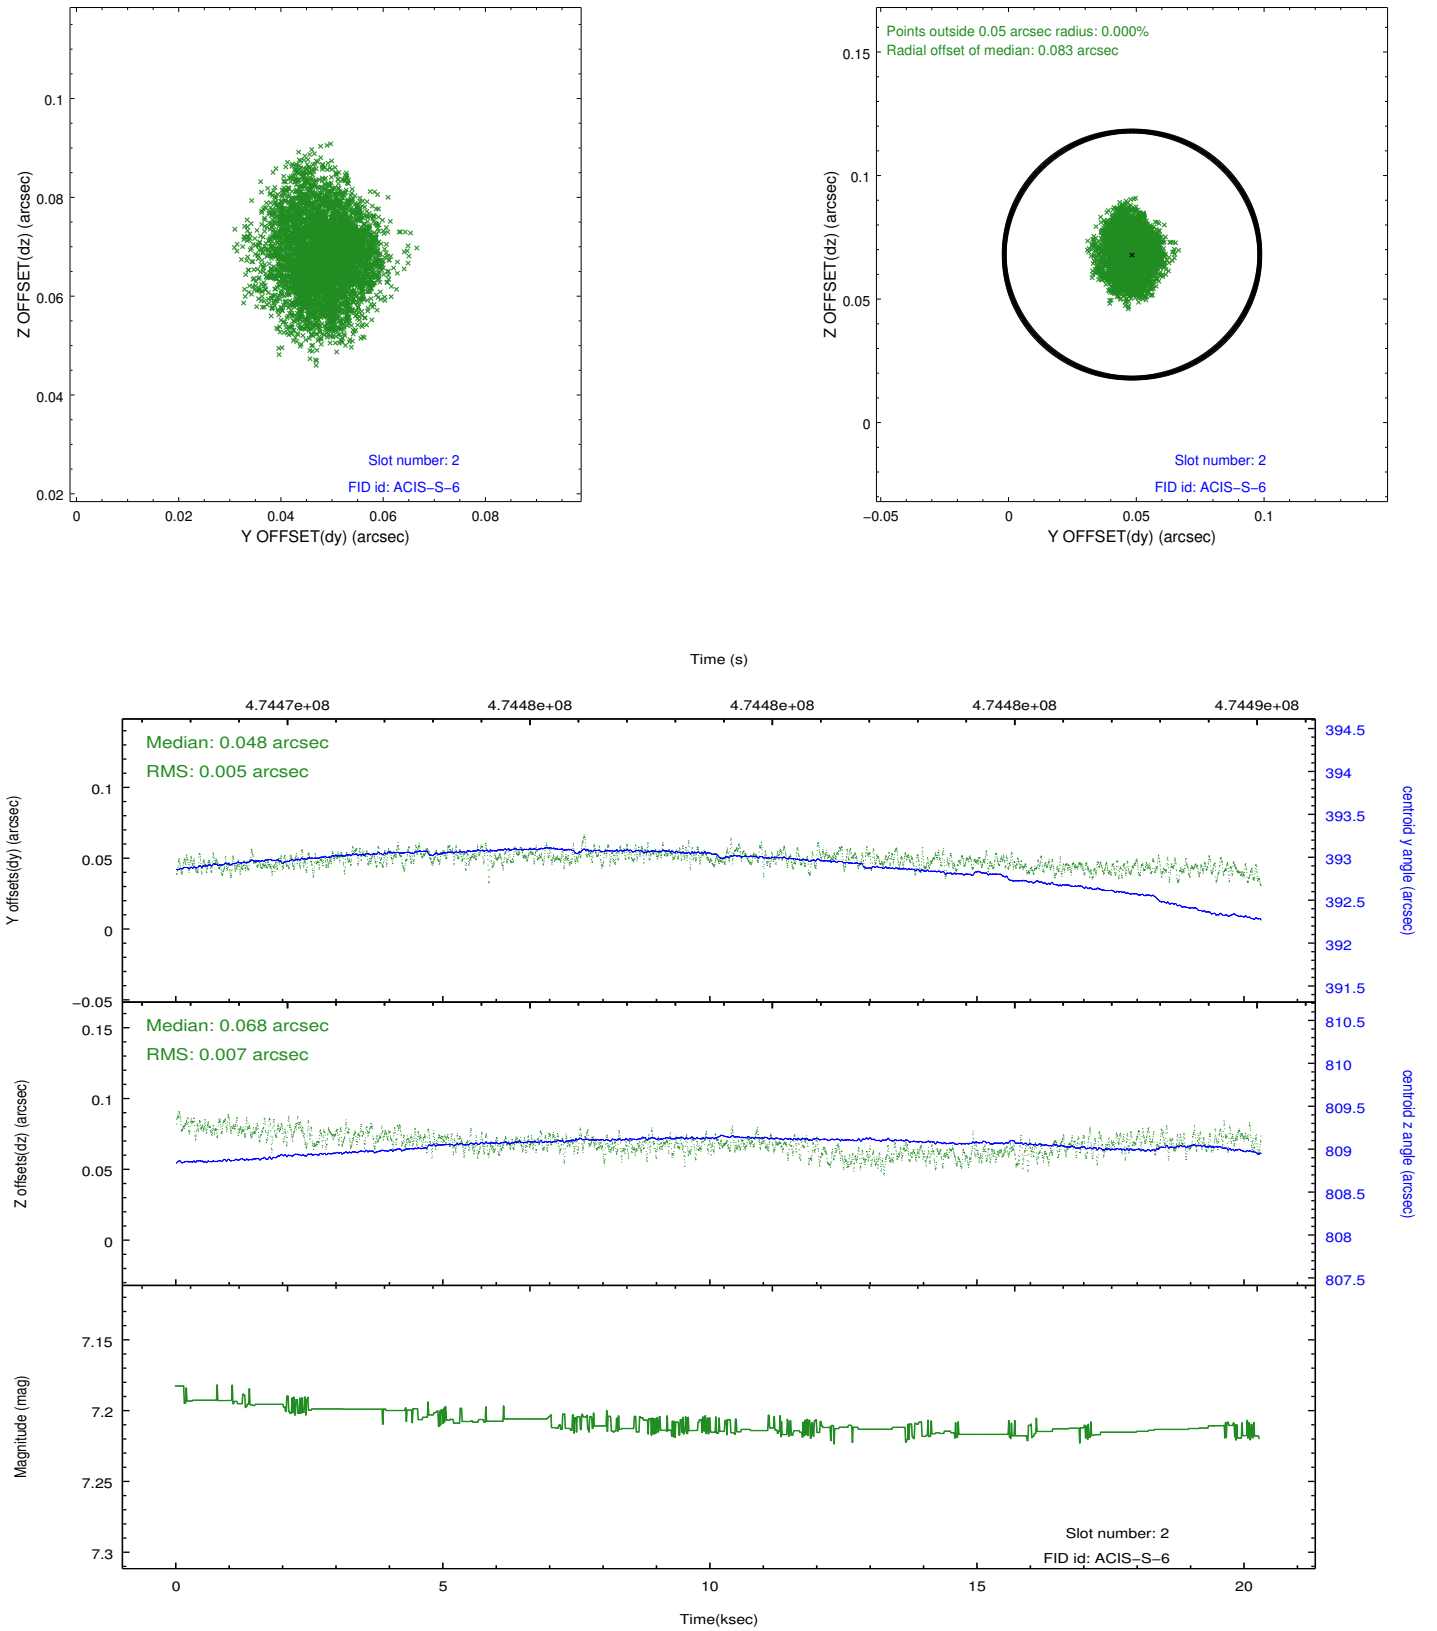 0.1
0.08
0.06
0.04
0.02
Z OFFSET(dz) (arcsec)
Slot number: 2
FID id: ACIS−S−6
0 0.02 0.04 0.06 0.08
Y OFFSET(dy) (arcsec)
Points outside 0.05 arcsec radius: 0.000%
Radial offset of median: 0.083 arcsec
0.15
0.1
0.05
0
Z OFFSET(dz) (arcsec)
Slot number: 2
FID id: ACIS−S−6
−0.05 0 0.05 0.1
Y OFFSET(dy) (arcsec)
Time (s)
4.7447e+08 4.7448e+08 4.7448e+08 4.7448e+08 4.7449e+08
Median: 0.048 arcsec
RMS: 0.005 arcsec
0.1
0.05
0
−0.05
Y offsets(dy) (arcsec)
394.5
394
393.5
393
392.5
392
391.5
centroid y angle (arcsec)
Median: 0.068 arcsec
RMS: 0.007 arcsec
0.15
0.1
0.05
0
Z offsets(dz) (arcsec)
810.5
810
809.5
809
808.5
808
807.5
centroid z angle (arcsec)
7.15
7.2
7.25
7.3
Magnitude (mag)
Slot number: 2
FID id: ACIS−S−6
0 5 10 15 20
Time(ksec)